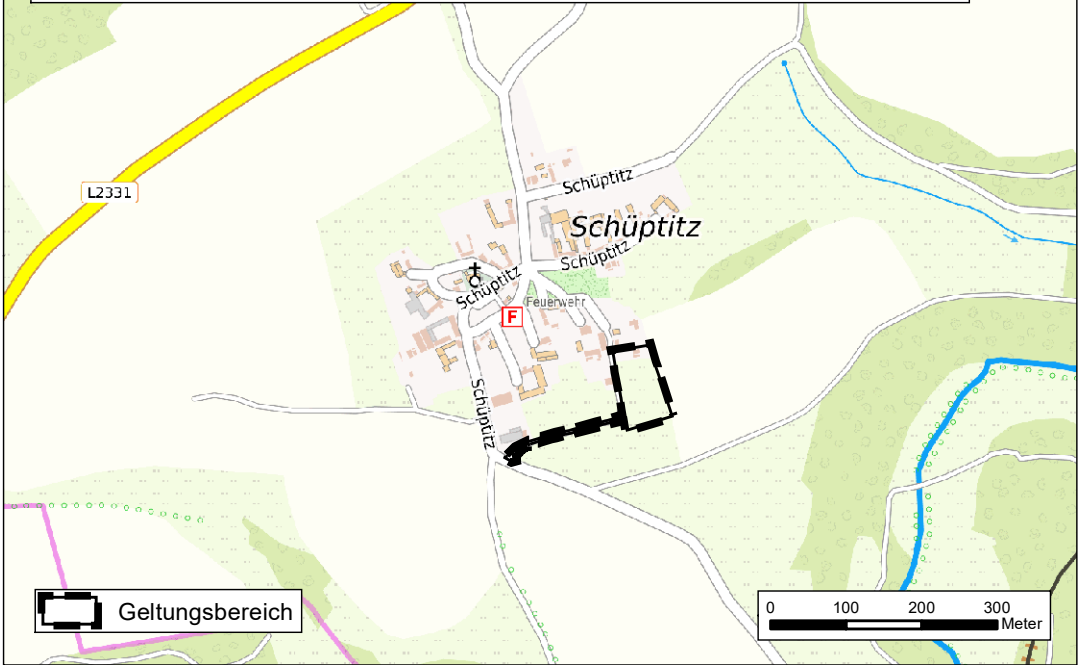 L2331
Schüptitz
Schüptitz
Schüptitz
Schüptitz
Feuerwehr
F
Schüptitz
Geltungsbereich
0 100 200 300
Meter